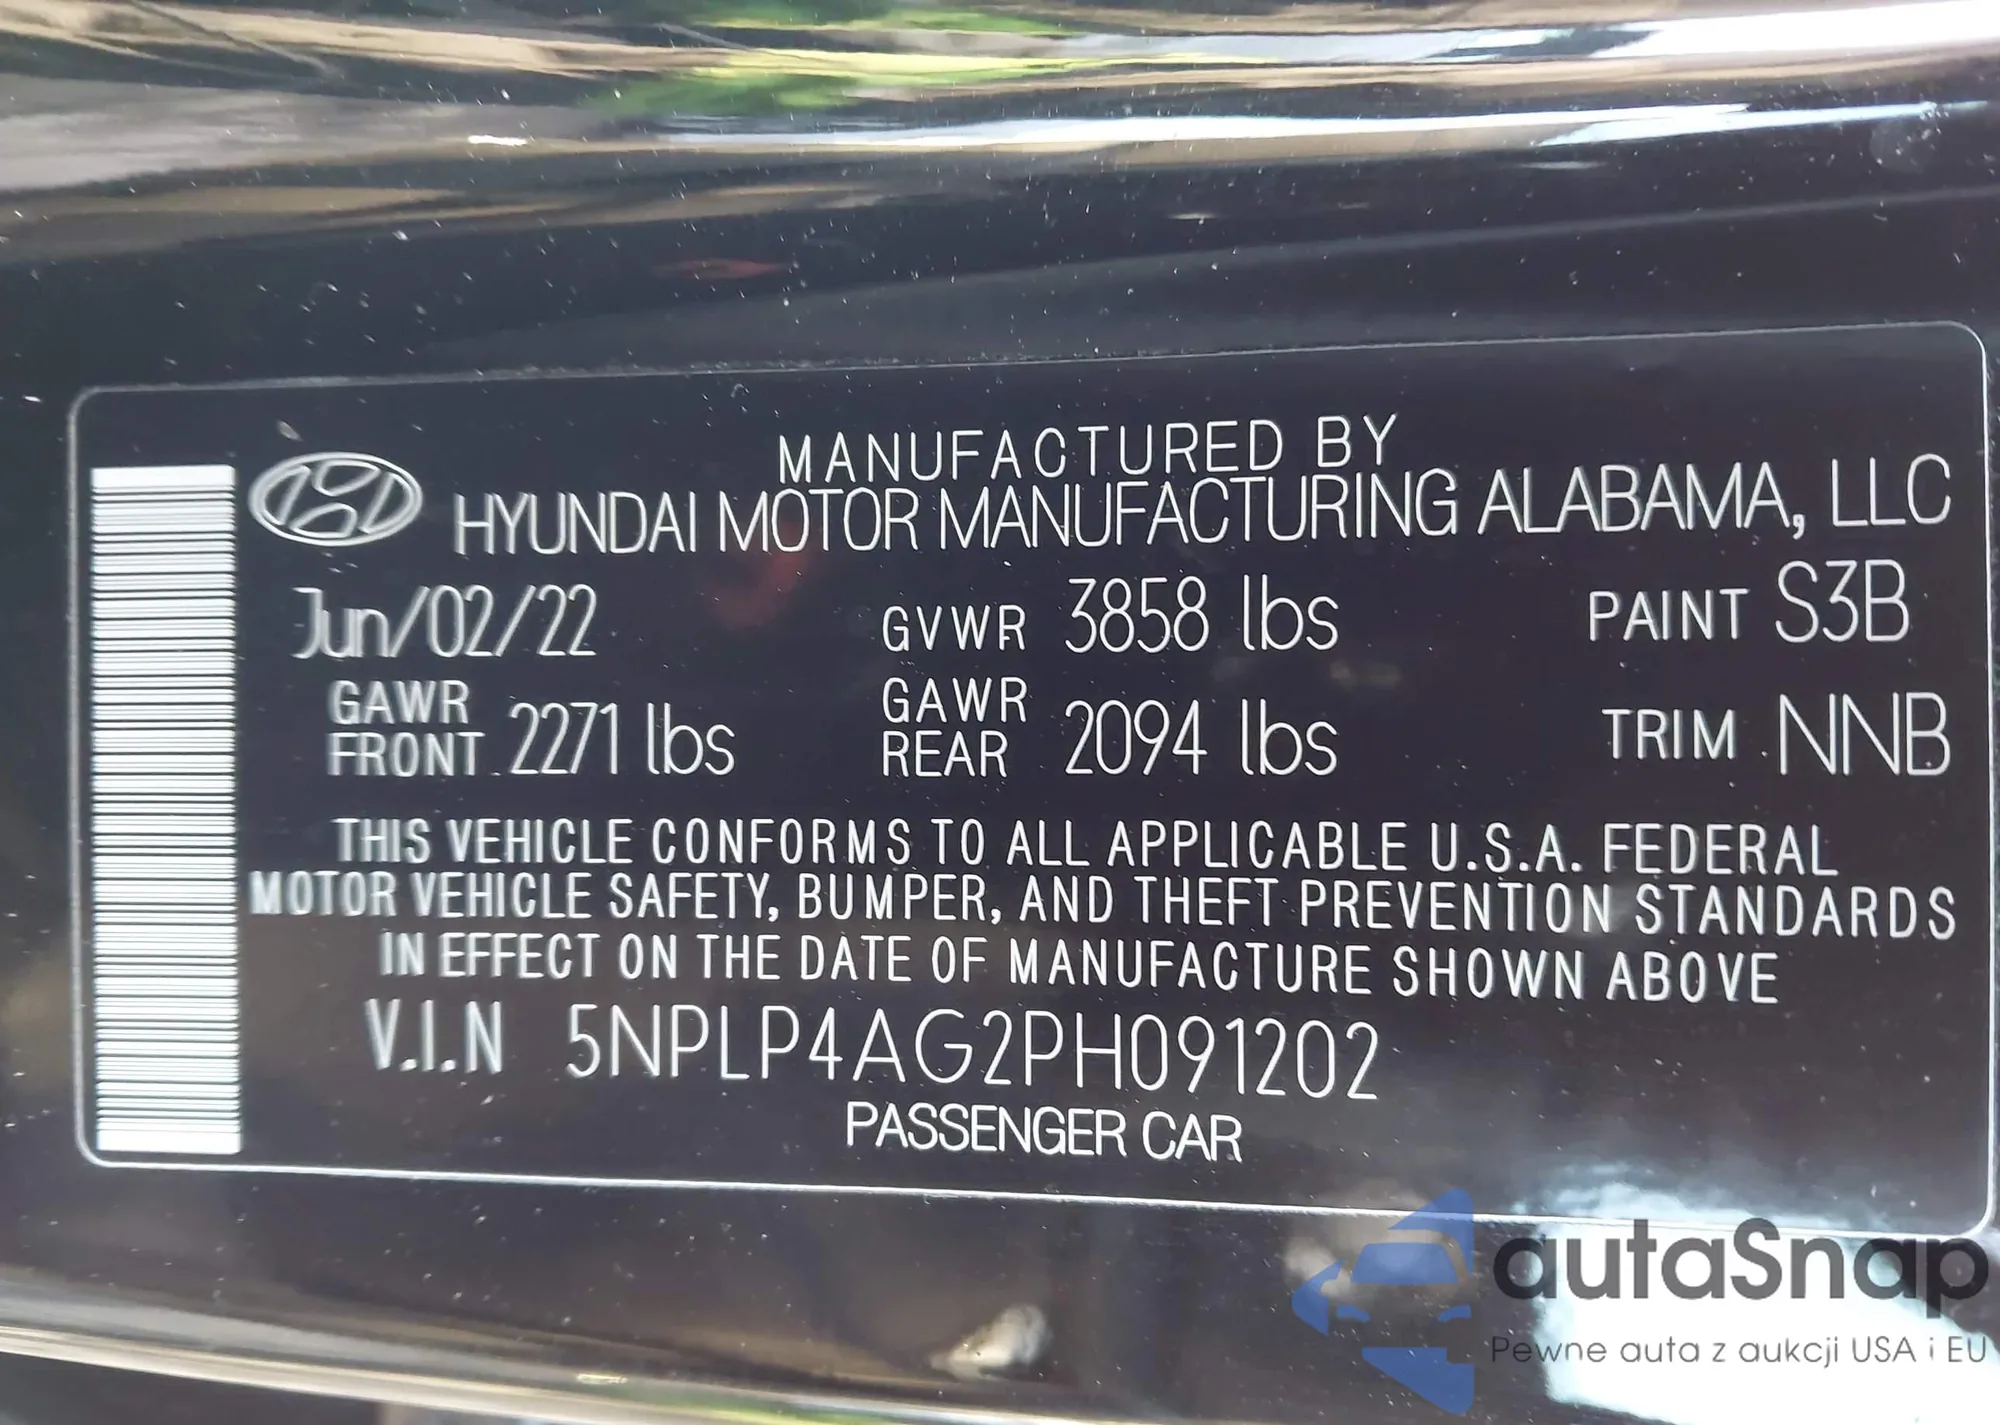 MANUFACTURED BY
HYUNDAI MOTOR MANUFACTURING ALABAMA, LLC
Jun/02/22 GVWR 3858 lbs PAINT S3B
GAWR FRONT 2271 lbs GAWR REAR 2094 lbs TRIM NNB
THIS VEHICLE CONFORMS TO ALL APPLICABLE U.S.A. FEDERAL
MOTOR VEHICLE SAFETY, BUMPER, AND THEFT PREVENTION STANDARDS
IN EFFECT ON THE DATE OF MANUFACTURE SHOWN ABOVE
V.I.N 5NPLP4AG2PH091202
PASSENGER CAR
autaSnap
Pewne auta z aukcji USA i EU